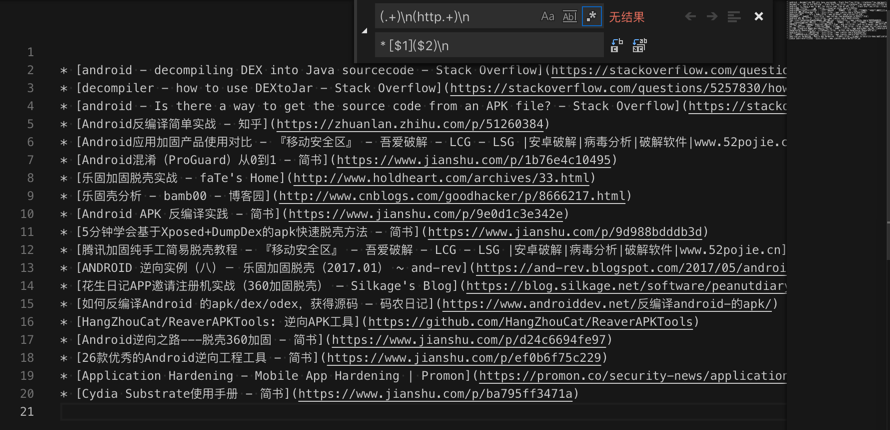 (.+)\n(http.+)\n
Aa Abl .* 无结果
* [$1]($2)\n
1
2 * [android - decompiling DEX into Java sourcecode - Stack Overflow](https://stackoverflow.com/questio
3 * [decompiler - how to use DEXtoJar - Stack Overflow](https://stackoverflow.com/questions/5257830/how
4 * [android - Is there a way to get the source code from an APK file? - Stack Overflow](https://stacko
5 * [Android反编译简单实战 - 知乎](https://zhuanlan.zhihu.com/p/51260384)
6 * [Android应用加固产品使用对比 - 『移动安全区』 - 吾爱破解 - LCG - LSG |安卓破解|病毒分析|破解软件|www.52pojie.c
7 * [Android混淆（ProGuard）从0到1 - 简书](https://www.jianshu.com/p/1b76e4c10495)
8 * [乐固加固脱壳实战 - faTe's Home](http://www.holdheart.com/archives/33.html)
9 * [乐固壳分析 - bamb00 - 博客园](http://www.cnblogs.com/goodhacker/p/8666217.html)
10 * [Android APK 反编译实践 - 简书](https://www.jianshu.com/p/9e0d1c3e342e)
11 * [5分钟学会基于Xposed+DumpDex的apk快速脱壳方法 - 简书](https://www.jianshu.com/p/9d988bdddb3d)
12 * [腾讯加固纯手工简易脱壳教程 - 『移动安全区』 - 吾爱破解 - LCG - LSG |安卓破解|病毒分析|破解软件|www.52pojie.cn]
13 * [ANDROID 逆向实例（八）— 乐固加固脱壳（2017.01） ~ and-rev](https://and-rev.blogspot.com/2017/05/androi
14 * [花生日记APP邀请注册机实战（360加固脱壳） - Silkage's Blog](https://blog.silkage.net/software/peanutdiary
15 * [如何反编译Android 的apk/dex/odex，获得源码 - 码农日记](https://www.androiddev.net/反编译android-的apk/)
16 * [HangZhouCat/ReaverAPKTools: 逆向APK工具](https://github.com/HangZhouCat/ReaverAPKTools)
17 * [Android逆向之路---脱壳360加固 - 简书](https://www.jianshu.com/p/d24c6694fe97)
18 * [26款优秀的Android逆向工程工具 - 简书](https://www.jianshu.com/p/ef0b6f75c229)
19 * [Application Hardening - Mobile App Hardening | Promon](https://promon.co/security-news/application
20 * [Cydia Substrate使用手册 - 简书](https://www.jianshu.com/p/ba795ff3471a)
21